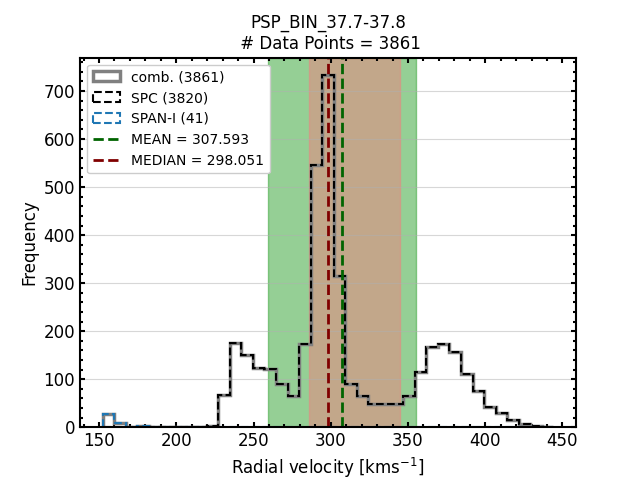 PSP_BIN_37.7-37.8
# Data Points = 3861
comb. (3861)
SPC (3820)
SPAN-I (41)
MEAN = 307.593
MEDIAN = 298.051
Frequency
700
600
500
400
300
200
100
0
150 200 250 300 350 400 450
Radial velocity [kms⁻¹]